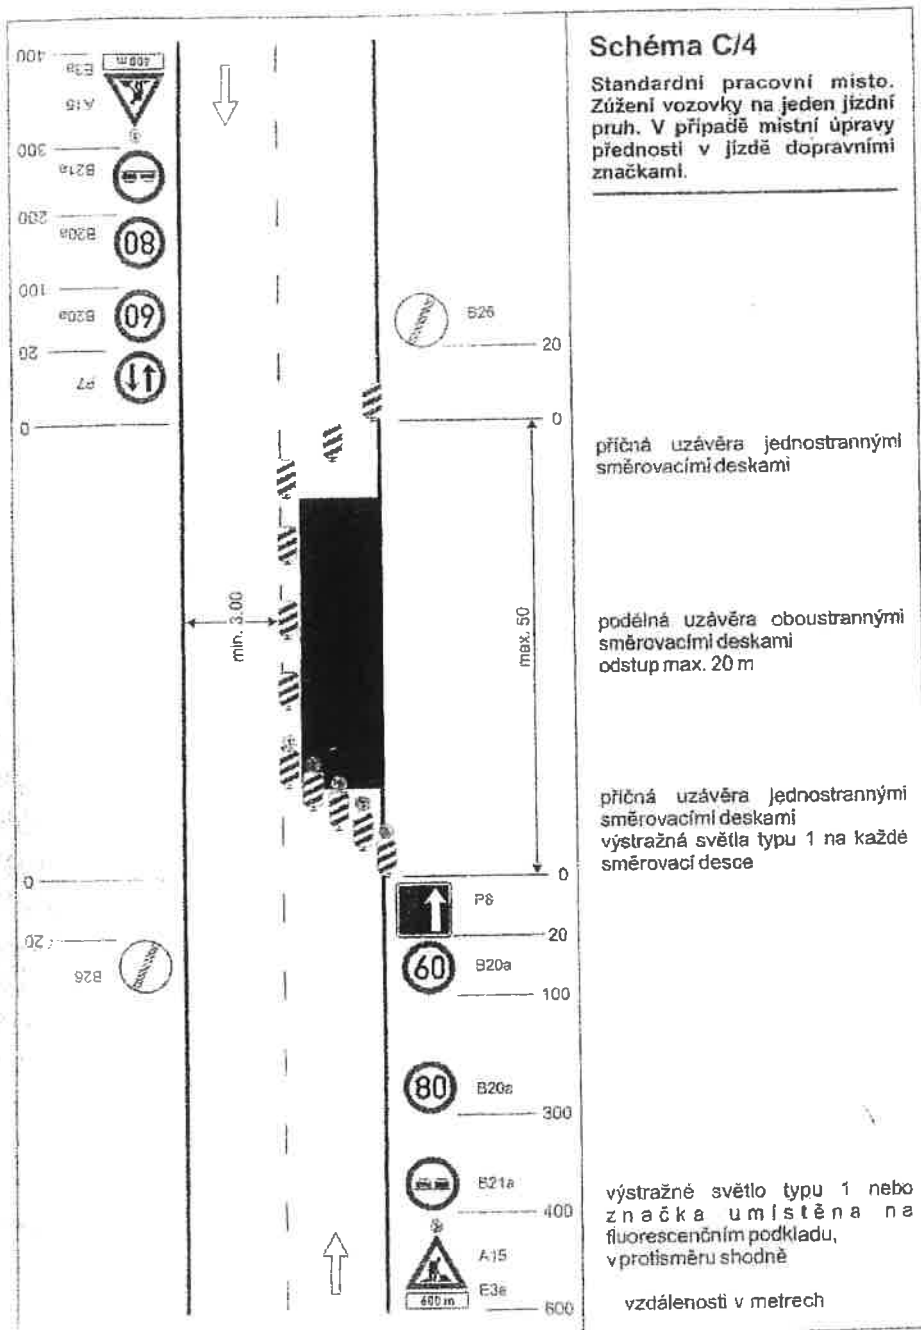 Schéma C/4
Standardní pracovní místo.
Zúžení vozovky na jeden jízdní
pruh. V případě místní úpravy
přednosti v jízdě dopravními
značkami.
400
400 m
E3a
A15
300
B21a
200
B20a
80
100
B20a
60
20
P7
0
B26
20
0
příčná uzávěra jednostrannými
směrovacími deskami
min. 3.00
max. 50
podélná uzávěra oboustrannými
směrovacími deskami
odstup max. 20 m
příčná uzávěra jednostrannými
směrovacími deskami
výstražná světla typu 1 na každé
směrovací desce
0
20
B26
0
P8
20
60
B20a
100
80
B20a
300
B21a
400
A15
E3a
600 m
600
výstražné světlo typu 1 nebo
značka umístěna na
fluorescenčním podkladu,
v protisměru shodně
vzdálenosti v metrech